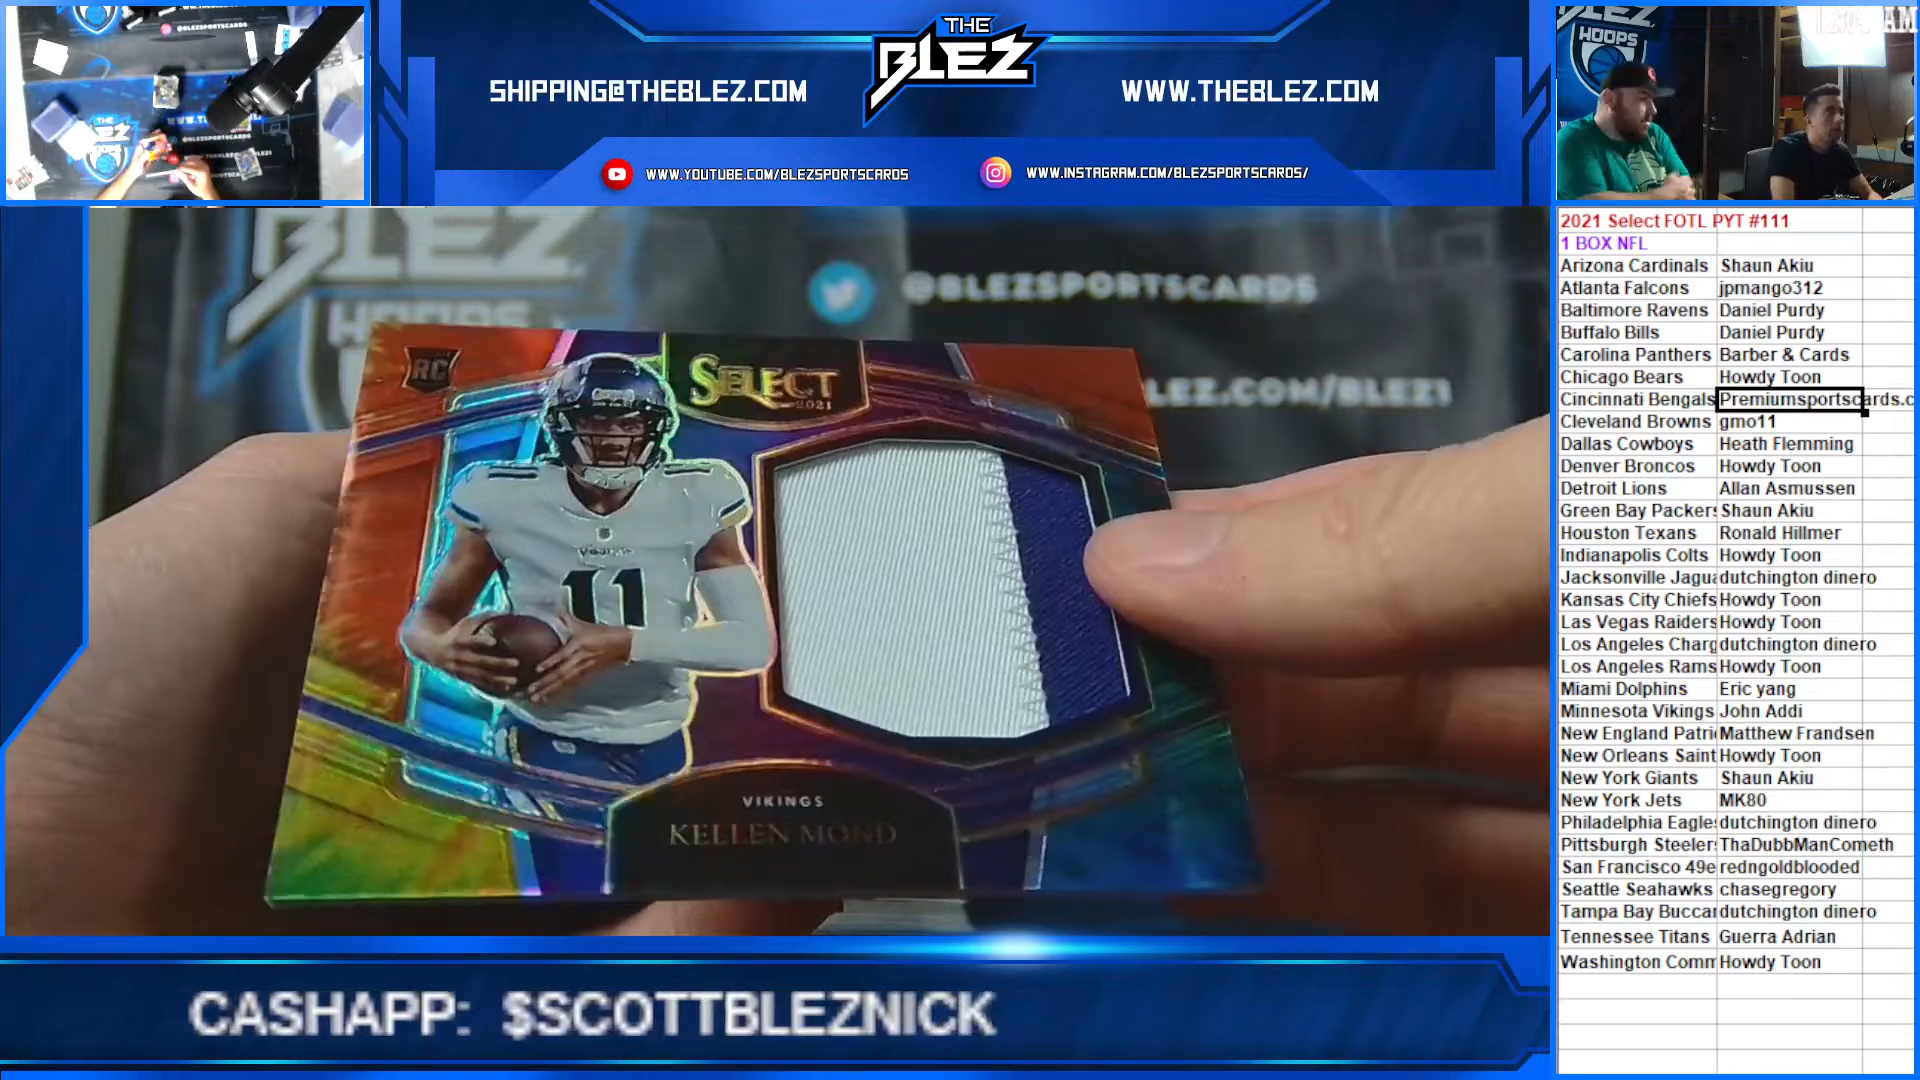 THE
BLEZ
SHIPPING@THEBLEZ.COM
WWW.THEBLEZ.COM
WWW.YOUTUBE.COM/BLEZSPORTSCARDS
WWW.INSTAGRAM.COM/BLEZSPORTSCARDS/
HOOPS
BLEZ
HOOPS
@BLEZSPORTSCARDS
LEZ.COM/BLEZ1
RC
SELECT
2021
VIKINGS
11
VIKINGS
KELLEN MOND
CASHAPP: $SCOTTBLEZNICK
2021 Select FOTL PYT #111
1 BOX NFL
Arizona Cardinals Shaun Akiu
Atlanta Falcons jpmango312
Baltimore Ravens Daniel Purdy
Buffalo Bills Daniel Purdy
Carolina Panthers Barber & Cards
Chicago Bears Howdy Toon
Cincinnati Bengals Premiumsportscards.c
Cleveland Browns gmo11
Dallas Cowboys Heath Flemming
Denver Broncos Howdy Toon
Detroit Lions Allan Asmussen
Green Bay Packers Shaun Akiu
Houston Texans Ronald Hillmer
Indianapolis Colts Howdy Toon
Jacksonville Jagua dutchington dinero
Kansas City Chiefs Howdy Toon
Las Vegas Raiders Howdy Toon
Los Angeles Charg dutchington dinero
Los Angeles Rams Howdy Toon
Miami Dolphins Eric yang
Minnesota Vikings John Addi
New England Patri Matthew Frandsen
New Orleans Saint Howdy Toon
New York Giants Shaun Akiu
New York Jets MK80
Philadelphia Eagles dutchington dinero
Pittsburgh Steelers ThaDubbManCometh
San Francisco 49e redngoldblooded
Seattle Seahawks chasegregory
Tampa Bay Buccan dutchington dinero
Tennessee Titans Guerra Adrian
Washington Comm Howdy Toon